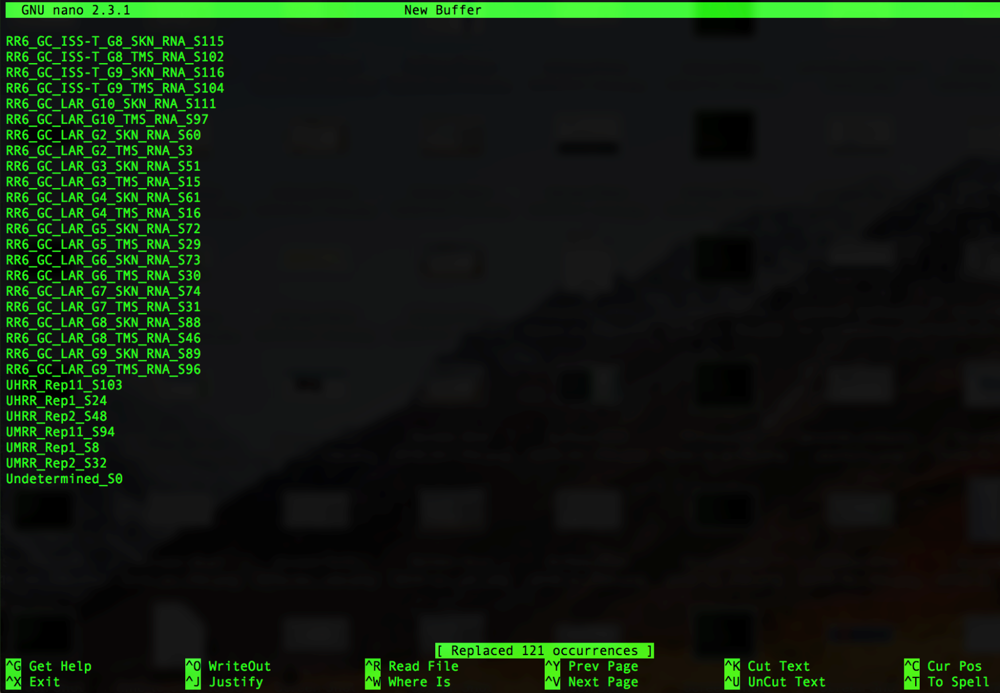 GNU nano 2.3.1 New Buffer
RR6_GC_ISS-T_G8_SKN_RNA_S115
RR6_GC_ISS-T_G8_TMS_RNA_S102
RR6_GC_ISS-T_G9_SKN_RNA_S116
RR6_GC_ISS-T_G9_TMS_RNA_S104
RR6_GC_LAR_G10_SKN_RNA_S111
RR6_GC_LAR_G10_TMS_RNA_S97
RR6_GC_LAR_G2_SKN_RNA_S60
RR6_GC_LAR_G2_TMS_RNA_S3
RR6_GC_LAR_G3_SKN_RNA_S51
RR6_GC_LAR_G3_TMS_RNA_S15
RR6_GC_LAR_G4_SKN_RNA_S61
RR6_GC_LAR_G4_TMS_RNA_S16
RR6_GC_LAR_G5_SKN_RNA_S72
RR6_GC_LAR_G5_TMS_RNA_S29
RR6_GC_LAR_G6_SKN_RNA_S73
RR6_GC_LAR_G6_TMS_RNA_S30
RR6_GC_LAR_G7_SKN_RNA_S74
RR6_GC_LAR_G7_TMS_RNA_S31
RR6_GC_LAR_G8_SKN_RNA_S88
RR6_GC_LAR_G8_TMS_RNA_S46
RR6_GC_LAR_G9_SKN_RNA_S89
RR6_GC_LAR_G9_TMS_RNA_S96
UHRR_Rep11_S103
UHRR_Rep1_S24
UHRR_Rep2_S48
UMRR_Rep11_S94
UMRR_Rep1_S8
UMRR_Rep2_S32
Undetermined_S0
[ Replaced 121 occurrences ]
^G Get Help ^O WriteOut ^R Read File ^Y Prev Page ^K Cut Text ^C Cur Pos
^X Exit ^J Justify ^W Where Is ^V Next Page ^U UnCut Text ^T To Spell